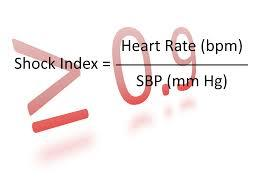 Heart Rate (bpm)
Shock Index =
SBP (mm Hg)
≥ 0.9